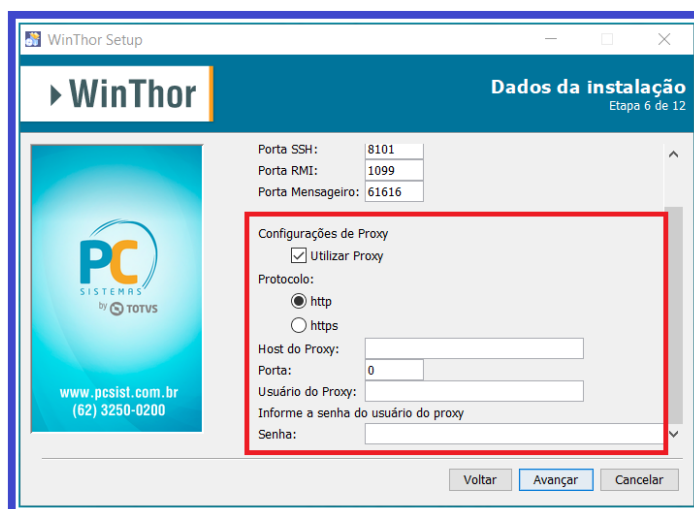 WinThor Setup
WinThor
Dados da instalação
Etapa 6 de 12
PC
SISTEMAS
by TOTVS
www.pcsist.com.br
(62) 3250-0200
Porta SSH: 8101
Porta RMI: 1099
Porta Mensageiro: 61616
Configurações de Proxy
Utilizar Proxy
Protocolo:
http
https
Host do Proxy:
Porta: 0
Usuário do Proxy:
Informe a senha do usuário do proxy
Senha:
Voltar Avançar Cancelar